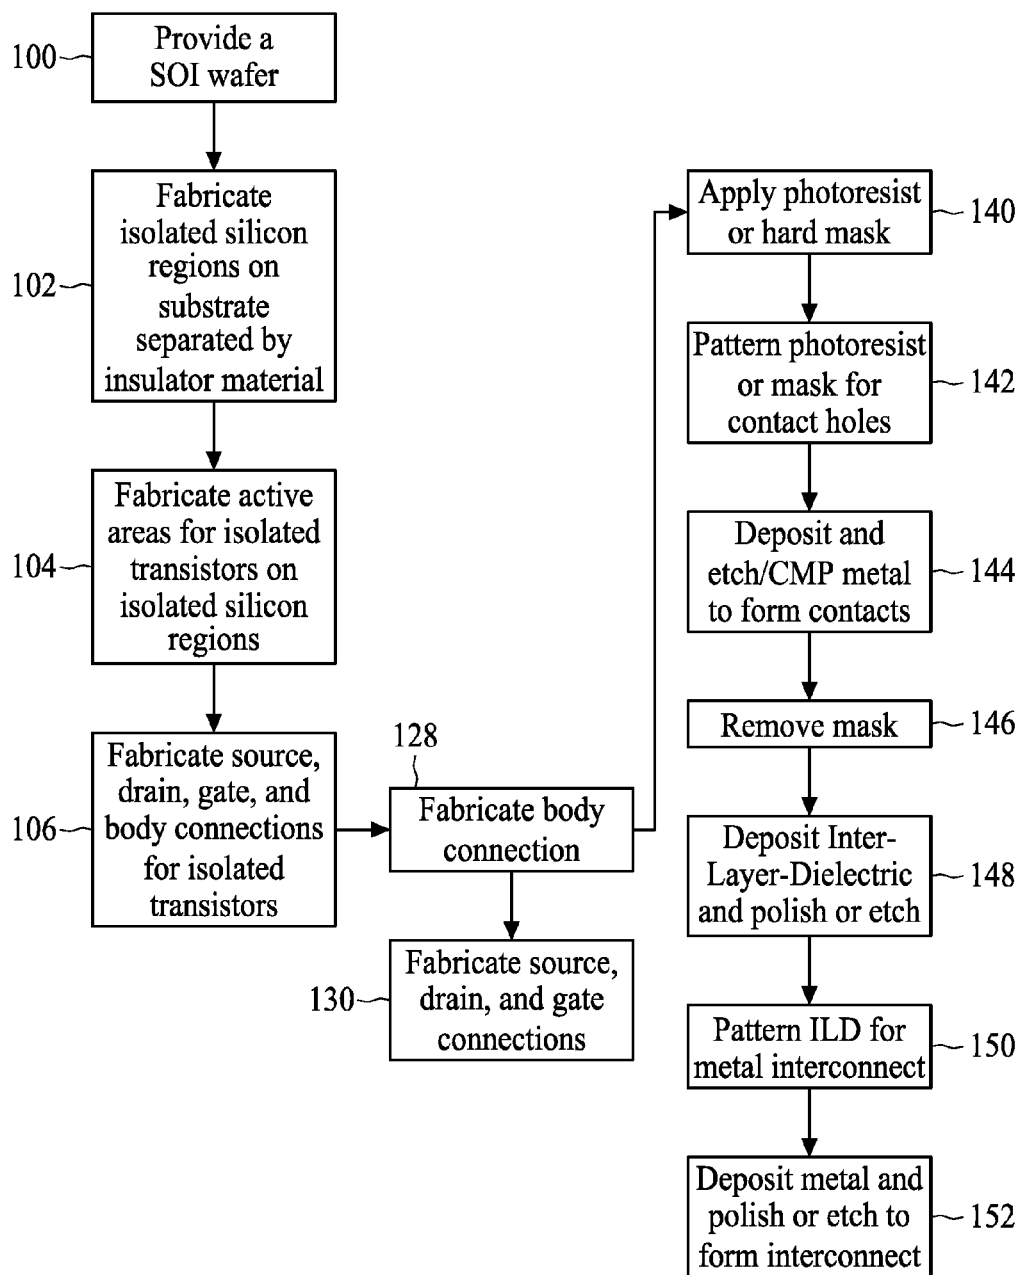 100
Provide a
SOI wafer
102
Fabricate
isolated silicon
regions on
substrate
separated by
insulator material
104
Fabricate active
areas for isolated
transistors on
isolated silicon
regions
106
Fabricate source,
drain, gate, and
body connections
for isolated
transistors
128
Fabricate body
connection
130
Fabricate source,
drain, and gate
connections
Apply photoresist
or hard mask
140
Pattern photoresist
or mask for
contact holes
142
Deposit and
etch/CMP metal
to form contacts
144
Remove mask
146
Deposit Inter-
Layer-Dielectric
and polish or etch
148
Pattern ILD for
metal interconnect
150
Deposit metal and
polish or etch to
form interconnect
152